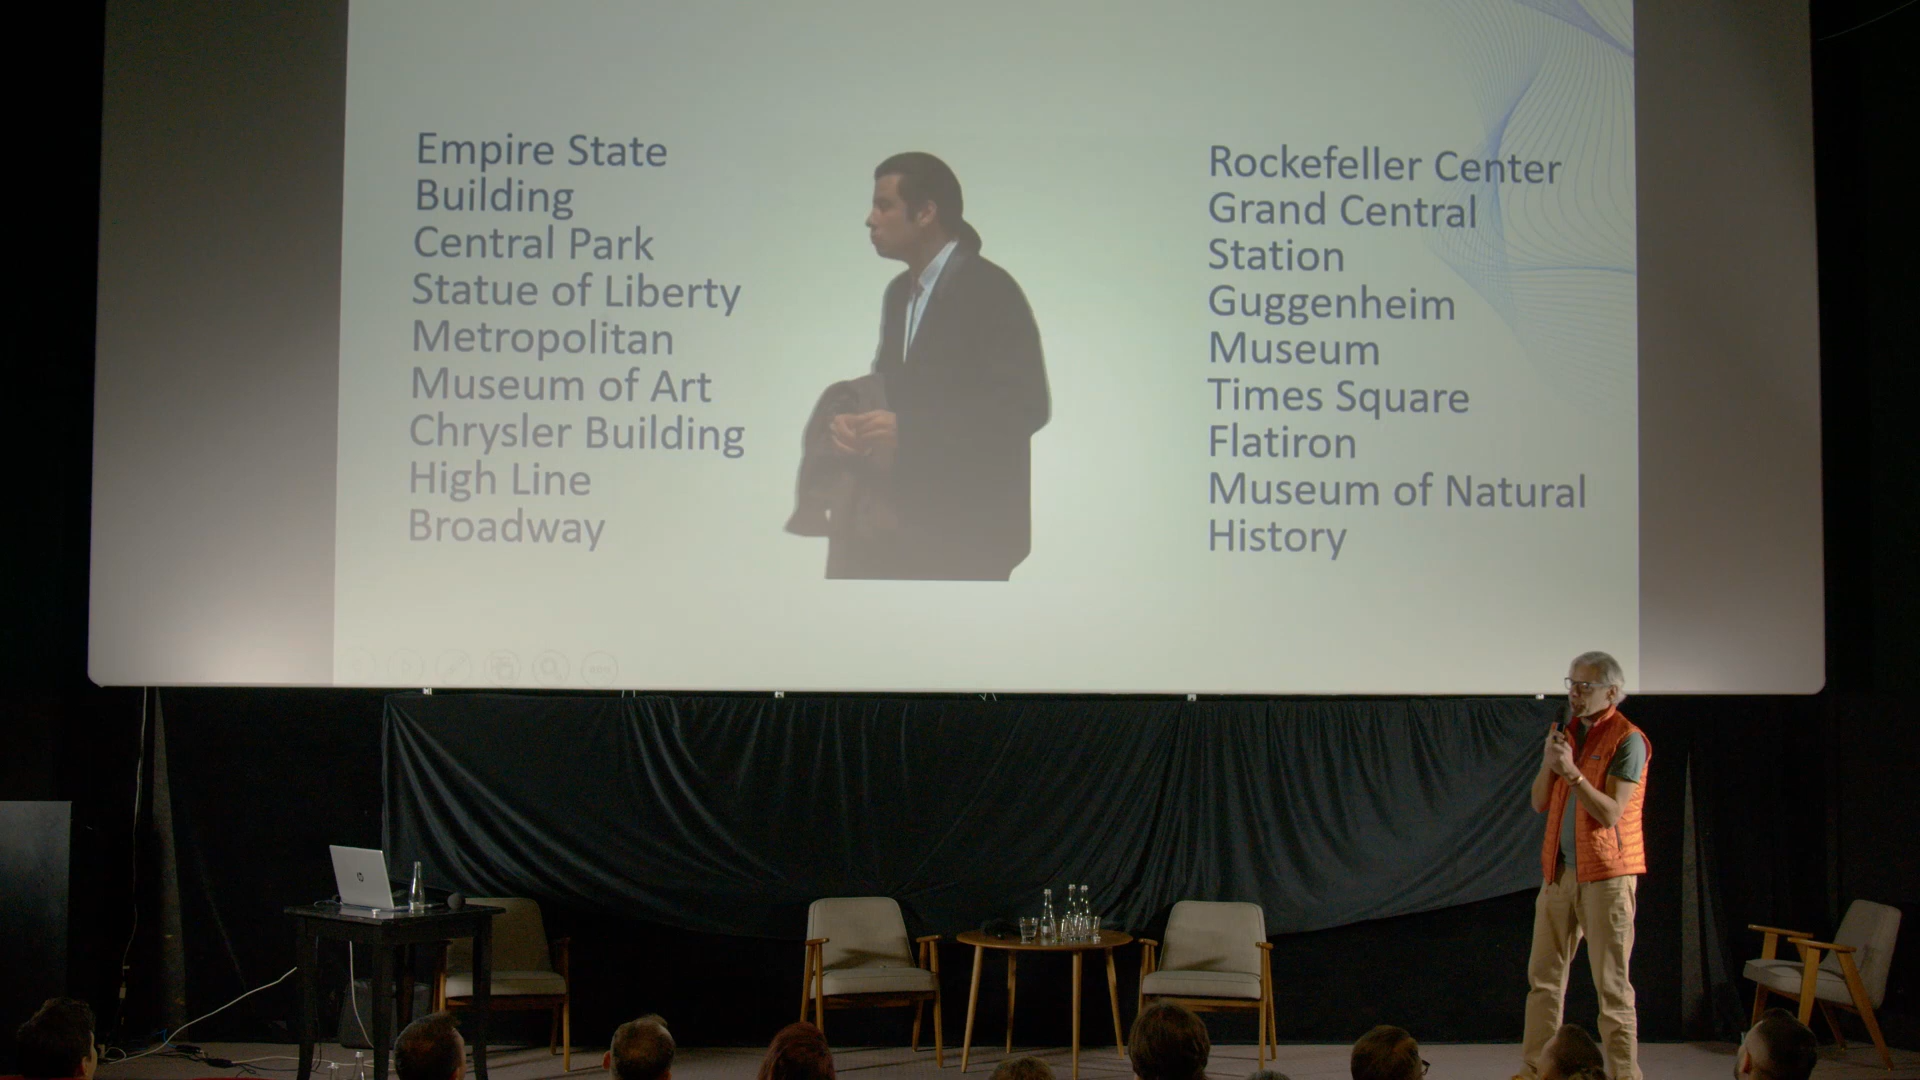 Empire State
Building
Central Park
Statue of Liberty
Metropolitan
Museum of Art
Chrysler Building
High Line
Broadway
Rockefeller Center
Grand Central
Station
Guggenheim
Museum
Times Square
Flatiron
Museum of Natural
History
hp